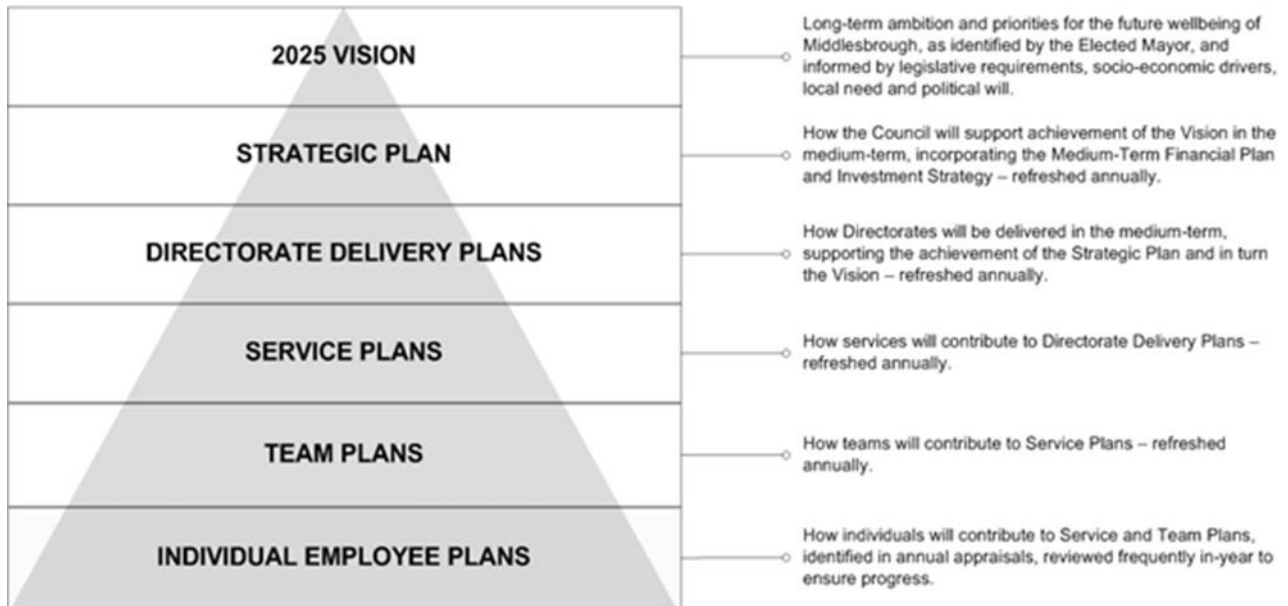 2025 VISION
Long-term ambition and priorities for the future wellbeing of
Middlesbrough, as identified by the Elected Mayor, and
informed by legislative requirements, socio-economic drivers,
local need and political will.
STRATEGIC PLAN
How the Council will support achievement of the Vision in the
medium-term, incorporating the Medium-Term Financial Plan
and Investment Strategy – refreshed annually.
DIRECTORATE DELIVERY PLANS
How Directorates will be delivered in the medium-term,
supporting the achievement of the Strategic Plan and in turn
the Vision – refreshed annually.
SERVICE PLANS
How services will contribute to Directorate Delivery Plans –
refreshed annually.
TEAM PLANS
How teams will contribute to Service Plans – refreshed
annually.
INDIVIDUAL EMPLOYEE PLANS
How individuals will contribute to Service and Team Plans,
identified in annual appraisals, reviewed frequently in-year to
ensure progress.